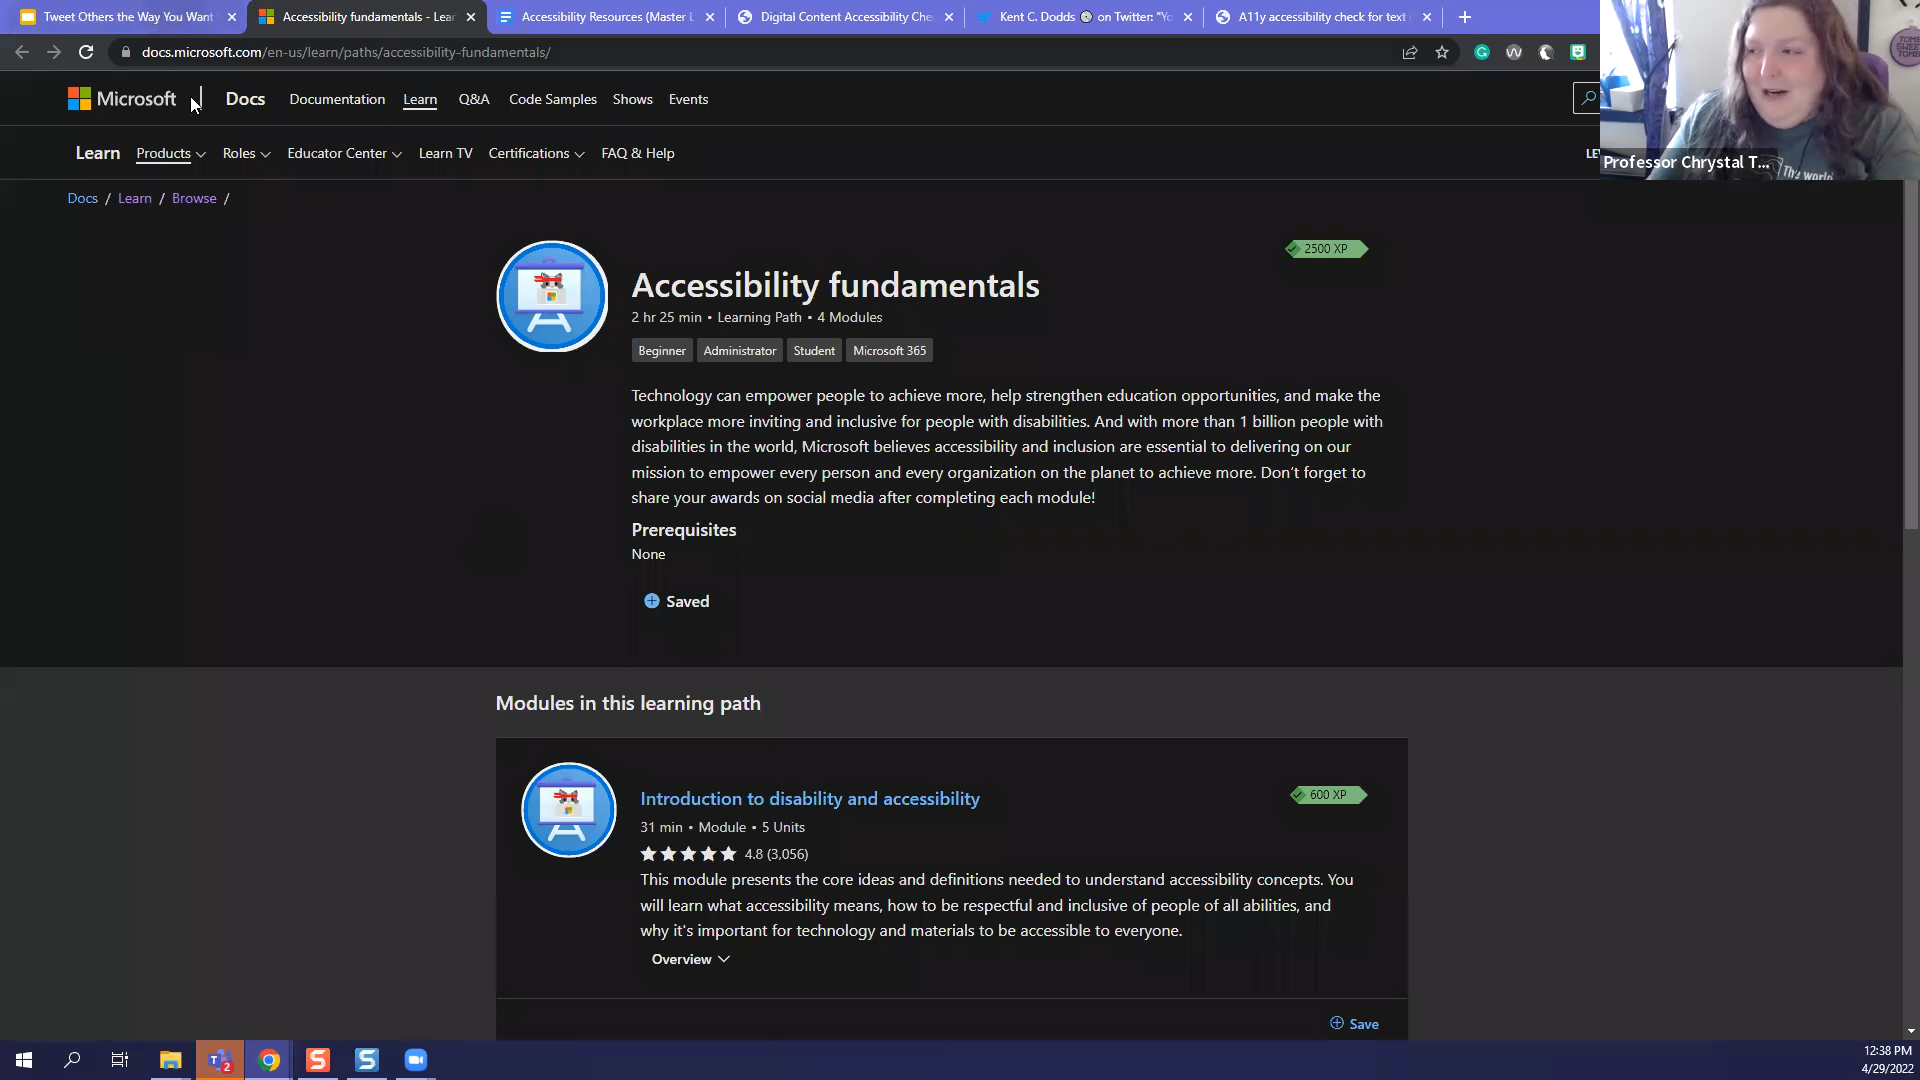 Tweet Others the Way You Want
Accessibility fundamentals - Lear
Accessibility Resources (Master L
Digital Content Accessibility Che
Kent C. Dodds on Twitter: "Yo
A11y accessibility check for text
docs.microsoft.com/en-us/learn/paths/accessibility-fundamentals/
Microsoft Docs Documentation Learn Q&A Code Samples Shows Events
Learn Products Roles Educator Center Learn TV Certifications FAQ & Help
LE
Professor Chrystal T...
The world
TOMB
SWEET
TOMB
Docs / Learn / Browse /
2500 XP
Accessibility fundamentals
2 hr 25 min • Learning Path • 4 Modules
Beginner Administrator Student Microsoft 365
Technology can empower people to achieve more, help strengthen education opportunities, and make the
workplace more inviting and inclusive for people with disabilities. And with more than 1 billion people with
disabilities in the world, Microsoft believes accessibility and inclusion are essential to delivering on our
mission to empower every person and every organization on the planet to achieve more. Don't forget to
share your awards on social media after completing each module!
Prerequisites
None
Saved
Modules in this learning path
Introduction to disability and accessibility
600 XP
31 min • Module • 5 Units
4.8 (3,056)
This module presents the core ideas and definitions needed to understand accessibility concepts. You
will learn what accessibility means, how to be respectful and inclusive of people of all abilities, and
why it's important for technology and materials to be accessible to everyone.
Overview
Save
2
12:38 PM
4/29/2022